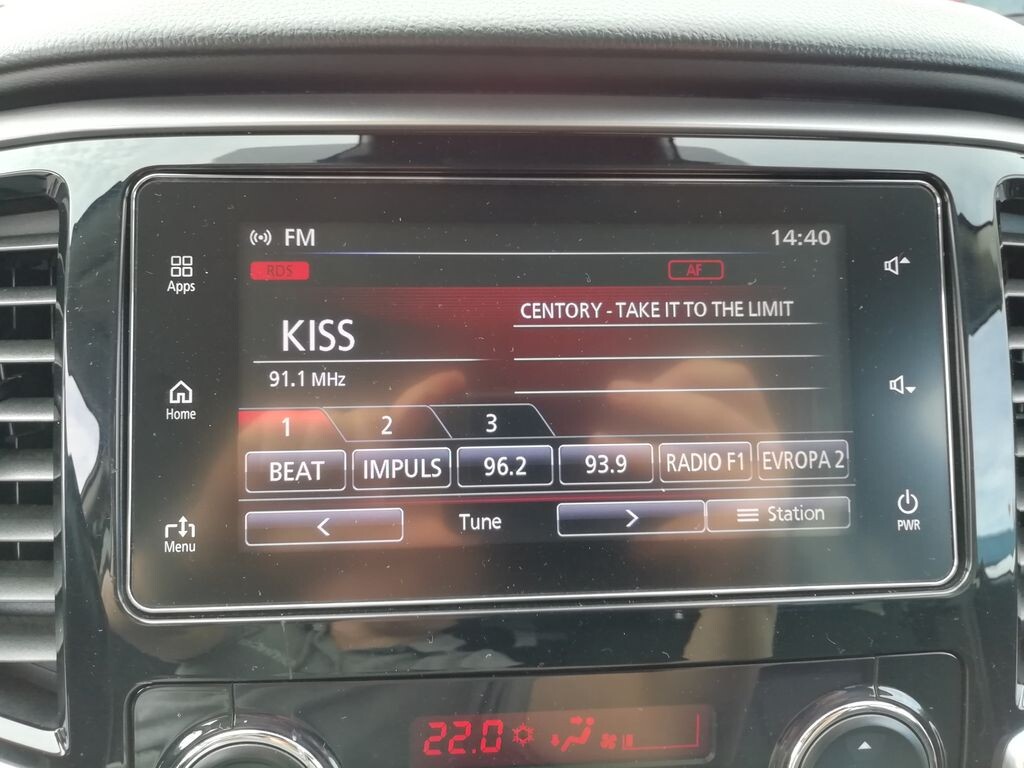 FM 14:40
RDS AF
Apps
CENTORY - TAKE IT TO THE LIMIT
KISS
91.1 MHz
Home
1 2 3
BEAT IMPULS 96.2 93.9 RADIO F1 EVROPA 2
< Tune > Station
Menu
PWR
22.0